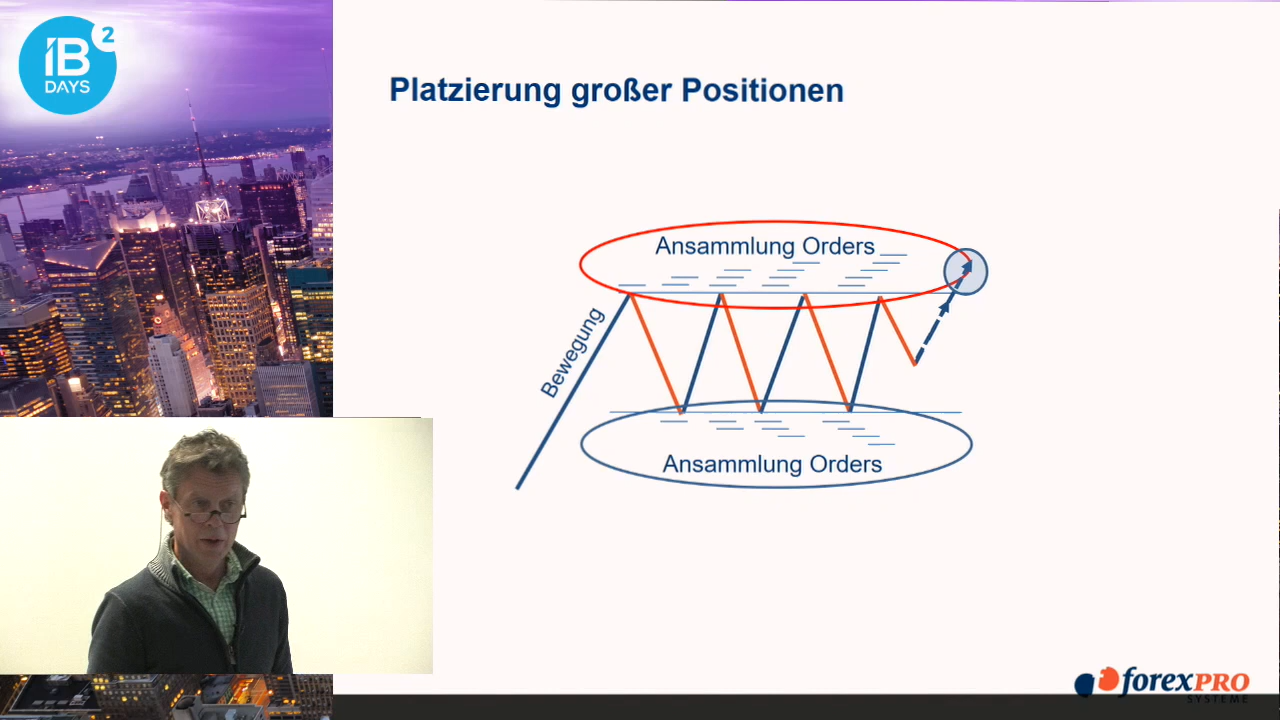 IB 2
DAYS
Platzierung großer Positionen
Ansammlung Orders
Bewegung
Ansammlung Orders
forexPRO
SYSTEME